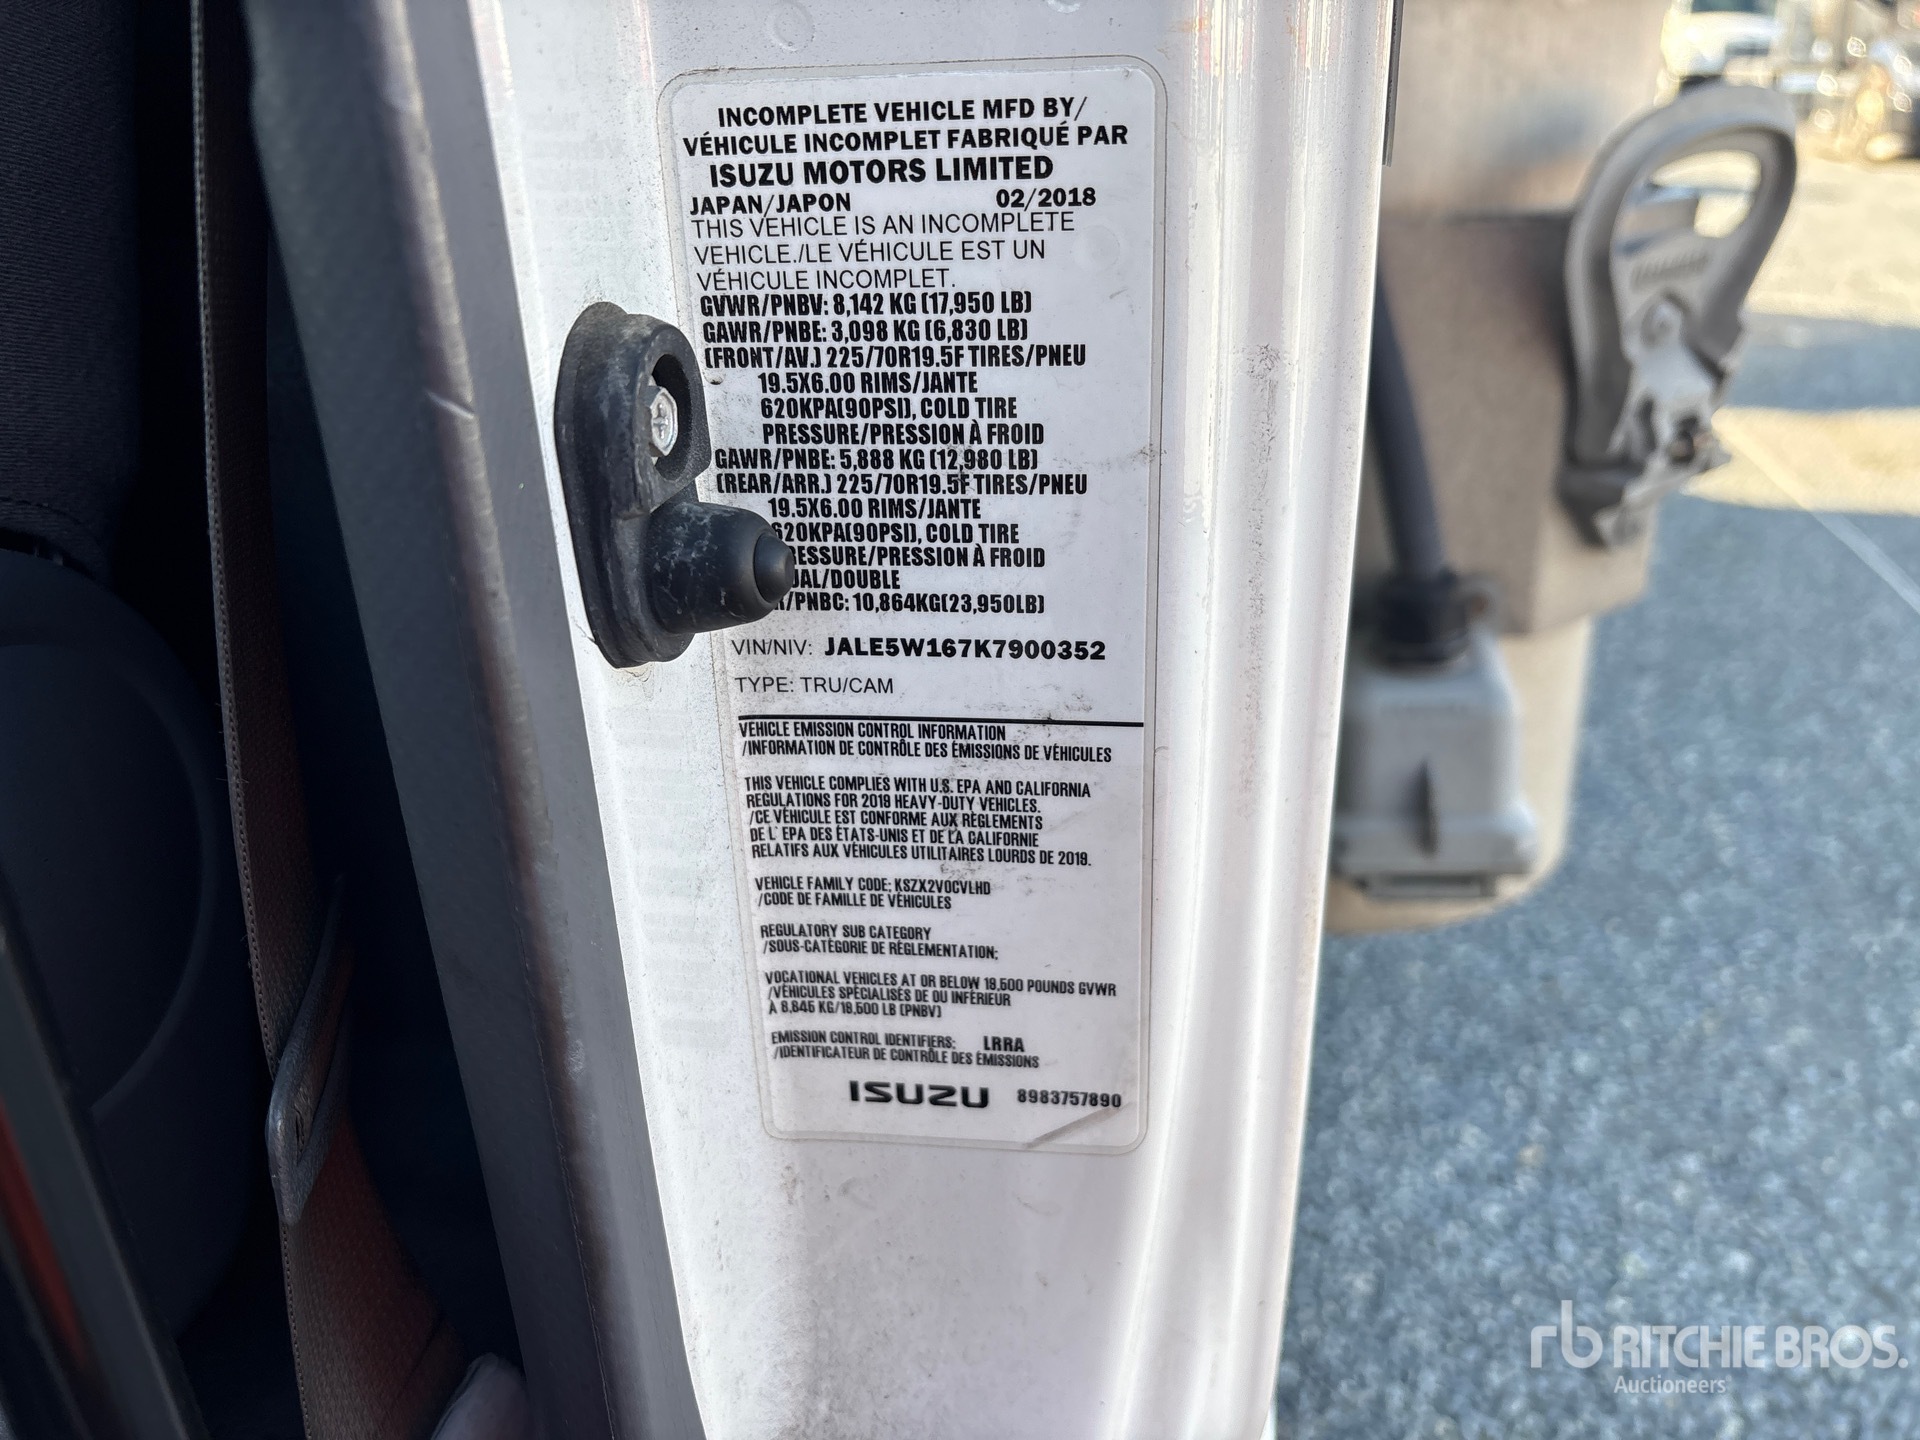 INCOMPLETE VEHICLE MFD BY/
VÉHICULE INCOMPLET FABRIQUÉ PAR
ISUZU MOTORS LIMITED
JAPAN/JAPON 02/2018
THIS VEHICLE IS AN INCOMPLETE
VEHICLE./LE VÉHICULE EST UN
VÉHICULE INCOMPLET.
GVWR/PNBV: 8,142 KG (17,950 LB)
GAWR/PNBE: 3,098 KG (6,830 LB)
(FRONT/AV.) 225/70R19.5F TIRES/PNEU
19.5X6.00 RIMS/JANTE
620KPA(90PSI), COLD TIRE
PRESSURE/PRESSION À FROID
GAWR/PNBE: 5,888 KG (12,980 LB)
(REAR/ARR.) 225/70R19.5F TIRES/PNEU
19.5X6.00 RIMS/JANTE
620KPA(90PSI), COLD TIRE
RESSURE/PRESSION À FROID
UAL/DOUBLE
R/PNBC: 10,864KG(23,950LB)
VIN/NIV: JALE5W167K7900352
TYPE: TRU/CAM
VEHICLE EMISSION CONTROL INFORMATION
/INFORMATION DE CONTRÔLE DES ÉMISSIONS DE VÉHICULES
THIS VEHICLE COMPLIES WITH U.S. EPA AND CALIFORNIA
REGULATIONS FOR 2019 HEAVY-DUTY VEHICLES.
/CE VÉHICULE EST CONFORME AUX RÈGLEMENTS
DE L' EPA DES ÉTATS-UNIS ET DE LA CALIFORNIE
RELATIFS AUX VÉHICULES UTILITAIRES LOURDS DE 2019.
VEHICLE FAMILY CODE: KSZX2VOCVLHD
/CODE DE FAMILLE DE VÉHICULES
REGULATORY SUB CATEGORY
/SOUS-CATÉGORIE DE RÉGLEMENTATION:
VOCATIONAL VEHICLES AT OR BELOW 19,500 POUNDS GVWR
/VÉHICULES SPÉCIALISÉS DE OU INFÉRIEUR
À 8,845 KG/19,500 LB (PNBV)
EMISSION CONTROL IDENTIFIERS: LRRA
/IDENTIFICATEUR DE CONTRÔLE DES ÉMISSIONS
ISUZU 8983757890
rb RITCHIE BROS.
Auctioneers